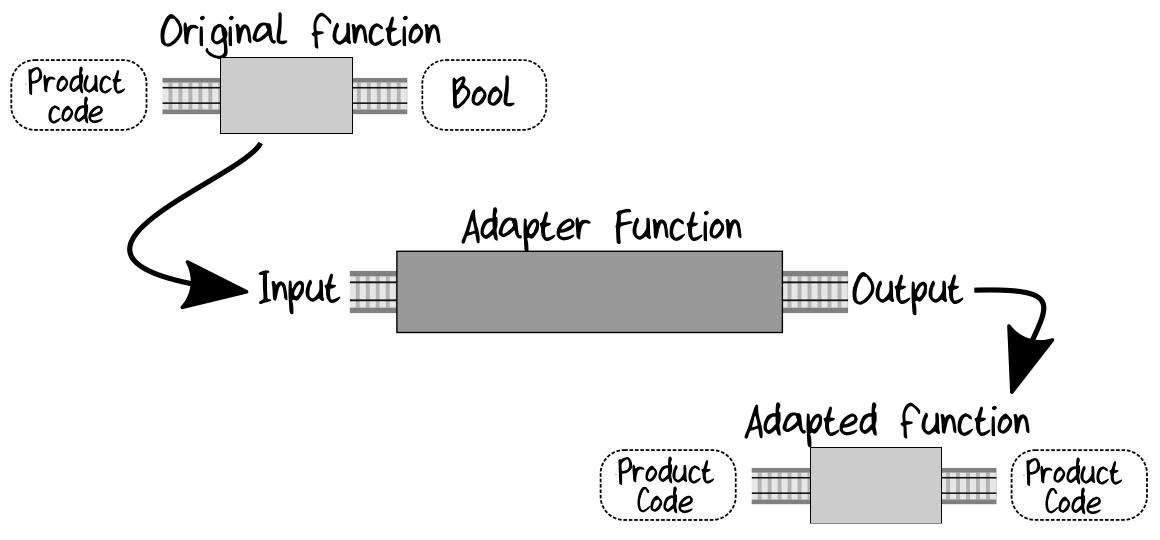 Original function
Product
code
Bool
Adapter Function
Input
Output
Adapted function
Product
Code
Product
Code